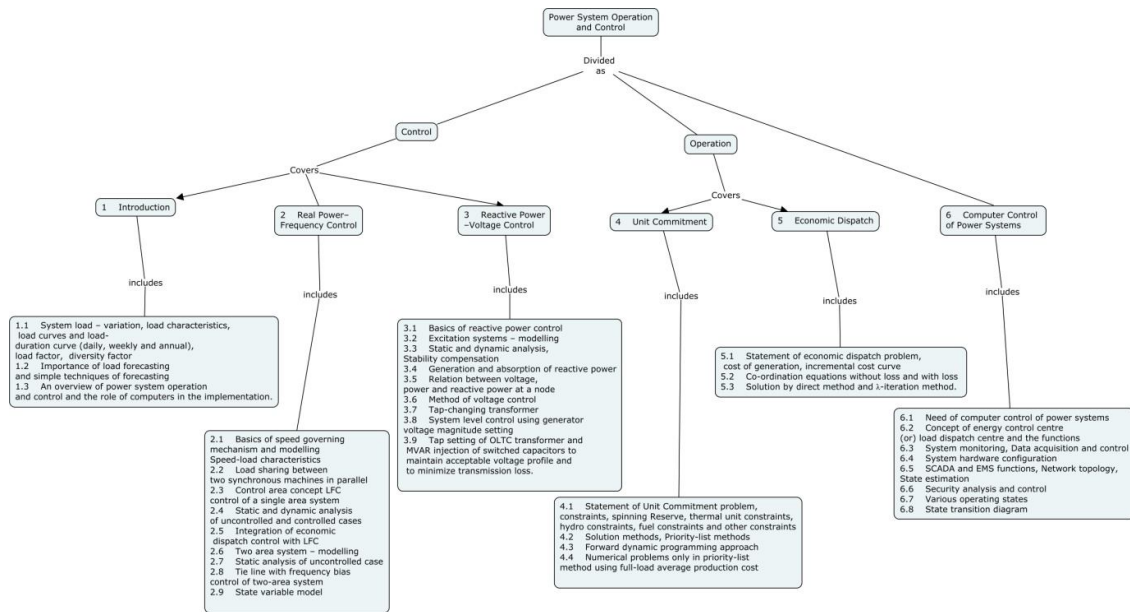 Power System Operation
and Control
Divided
as
Control
Operation
Covers
Covers
1 Introduction
2 Real Power–
Frequency Control
3 Reactive Power
–Voltage Control
4 Unit Commitment
5 Economic Dispatch
6 Computer Control
of Power Systems
includes
includes
includes
includes
includes
includes
1.1 System load – variation, load characteristics,
load curves and load-
duration curve (daily, weekly and annual),
load factor, diversity factor
1.2 Importance of load forecasting
and simple techniques of forecasting
1.3 An overview of power system operation
and control and the role of computers in the implementation.
2.1 Basics of speed governing
mechanism and modelling
Speed-load characteristics
2.2 Load sharing between
two synchronous machines in parallel
2.3 Control area concept LFC
control of a single area system
2.4 Static and dynamic analysis
of uncontrolled and controlled cases
2.5 Integration of economic
dispatch control with LFC
2.6 Two area system – modelling
2.7 Static analysis of uncontrolled case
2.8 Tie line with frequency bias
control of two-area system
2.9 State variable model
3.1 Basics of reactive power control
3.2 Excitation systems – modelling
3.3 Static and dynamic analysis,
Stability compensation
3.4 Generation and absorption of reactive power
3.5 Relation between voltage,
power and reactive power at a node
3.6 Method of voltage control
3.7 Tap-changing transformer
3.8 System level control using generator
voltage magnitude setting
3.9 Tap setting of OLTC transformer and
MVAR injection of switched capacitors to
maintain acceptable voltage profile and
to minimize transmission loss.
4.1 Statement of Unit Commitment problem,
constraints, spinning Reserve, thermal unit constraints,
hydro constraints, fuel constraints and other constraints
4.2 Solution methods, Priority-list methods
4.3 Forward dynamic programming approach
4.4 Numerical problems only in priority-list
method using full-load average production cost
5.1 Statement of economic dispatch problem,
cost of generation, incremental cost curve
5.2 Co-ordination equations without loss and with loss
5.3 Solution by direct method and λ-iteration method.
6.1 Need of computer control of power systems
6.2 Concept of energy control centre
(or) load dispatch centre and the functions
6.3 System monitoring, Data acquisition and control
6.4 System hardware configuration
6.5 SCADA and EMS functions, Network topology,
State estimation
6.6 Security analysis and control
6.7 Various operating states
6.8 State transition diagram